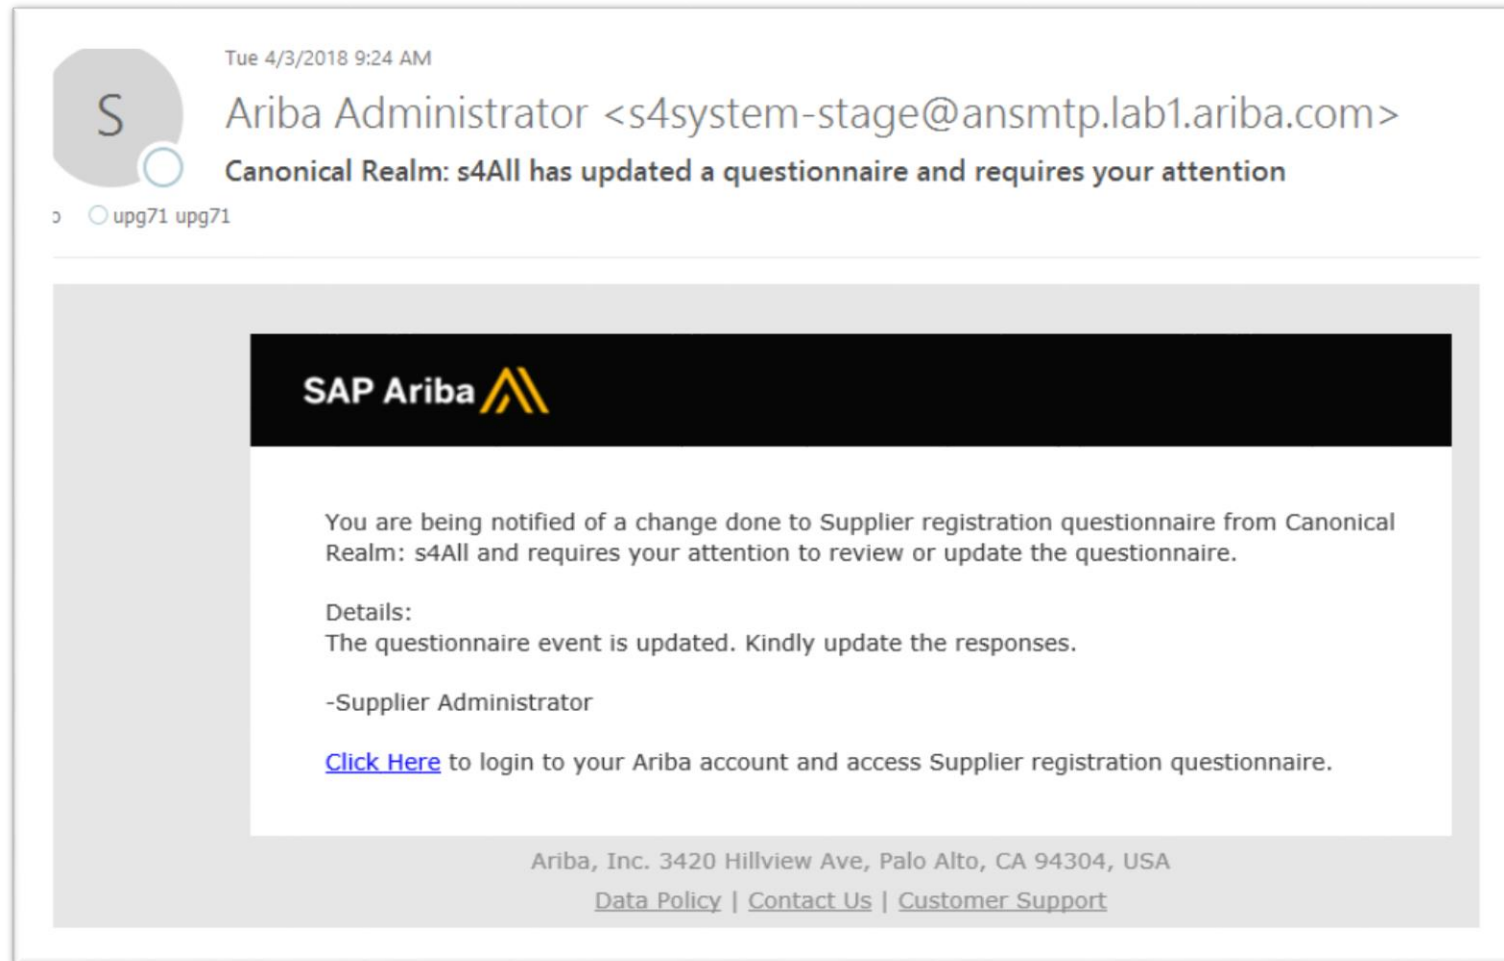 Tue 4/3/2018 9:24 AM
S
Ariba Administrator <s4system-stage@ansmtp.lab1.ariba.com>
Canonical Realm: s4All has updated a questionnaire and requires your attention
o upg71 upg71
SAP Ariba
You are being notified of a change done to Supplier registration questionnaire from Canonical
Realm: s4All and requires your attention to review or update the questionnaire.
Details:
The questionnaire event is updated. Kindly update the responses.
-Supplier Administrator
Click Here to login to your Ariba account and access Supplier registration questionnaire.
Ariba, Inc. 3420 Hillview Ave, Palo Alto, CA 94304, USA
Data Policy | Contact Us | Customer Support